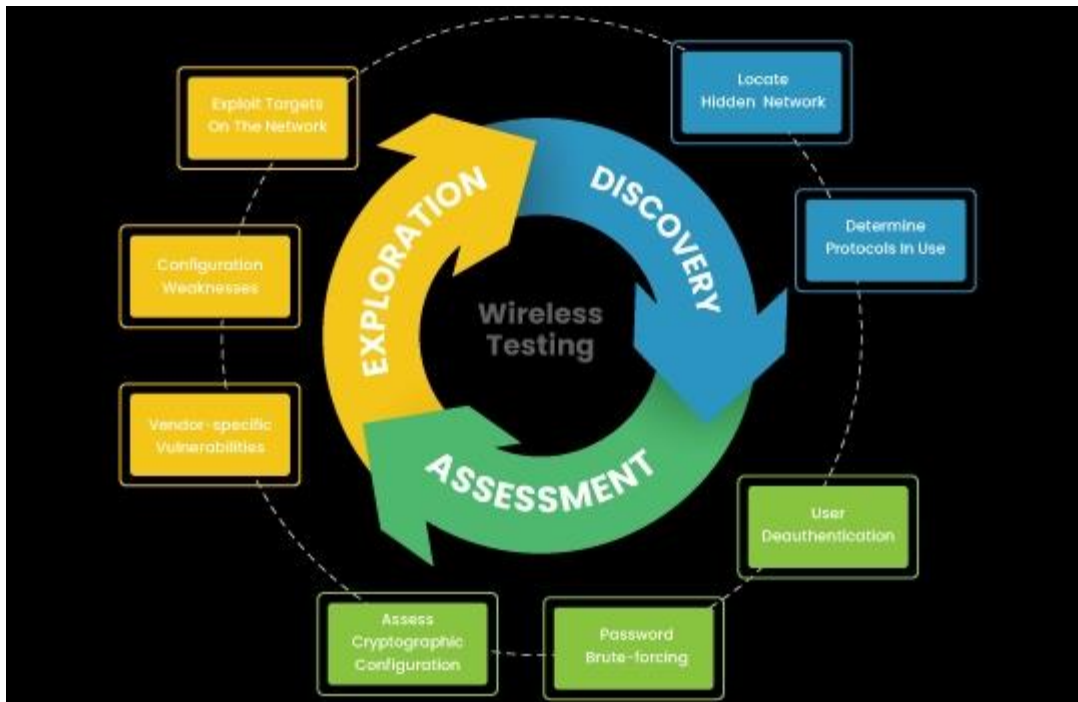 Locate
Hidden Network
Determine
Protocols In Use
User
Deauthentication
Password
Brute-forcing
Assess
Cryptographic
Configuration
Vendor-specific
Vulnerabilities
Configuration
Weaknesses
Exploit Targets
On The Network
DISCOVERY
ASSESSMENT
EXPLORATION
Wireless
Testing